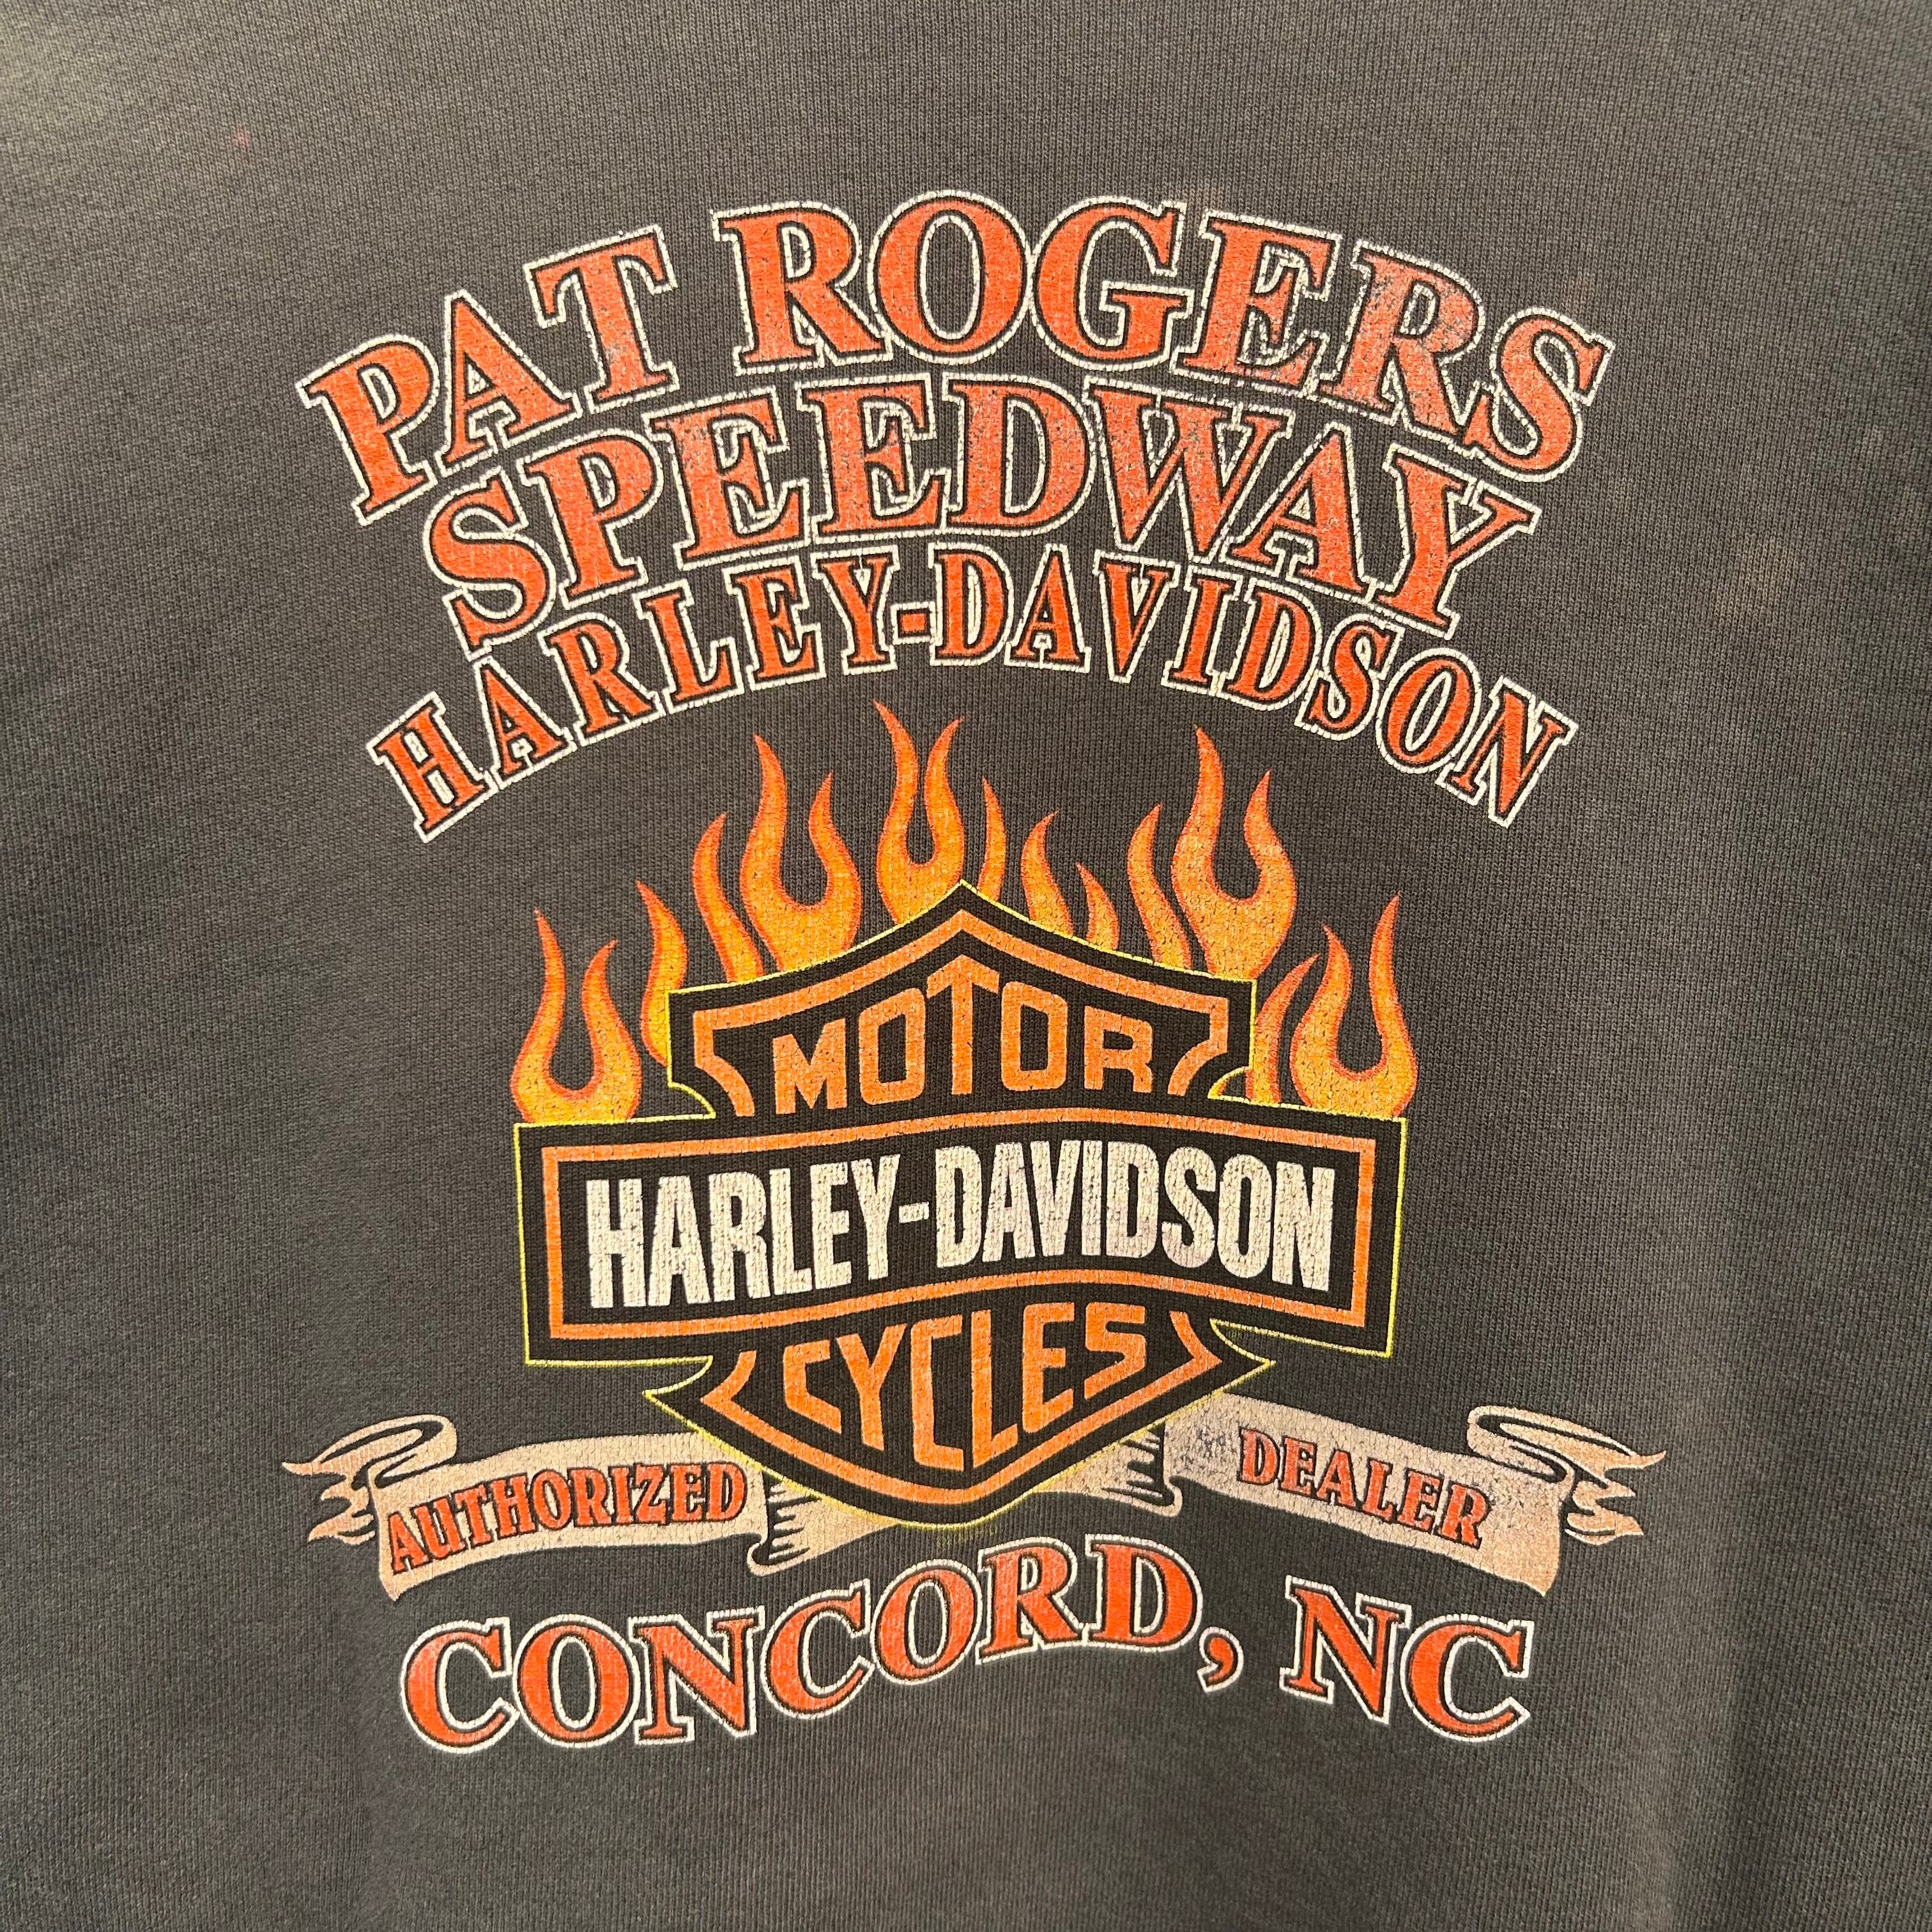 PAT ROGERS
SPEEDWAY
HARLEY-DAVIDSON
MOTOR
HARLEY-DAVIDSON
CYCLES
AUTHORIZED DEALER
CONCORD, NC